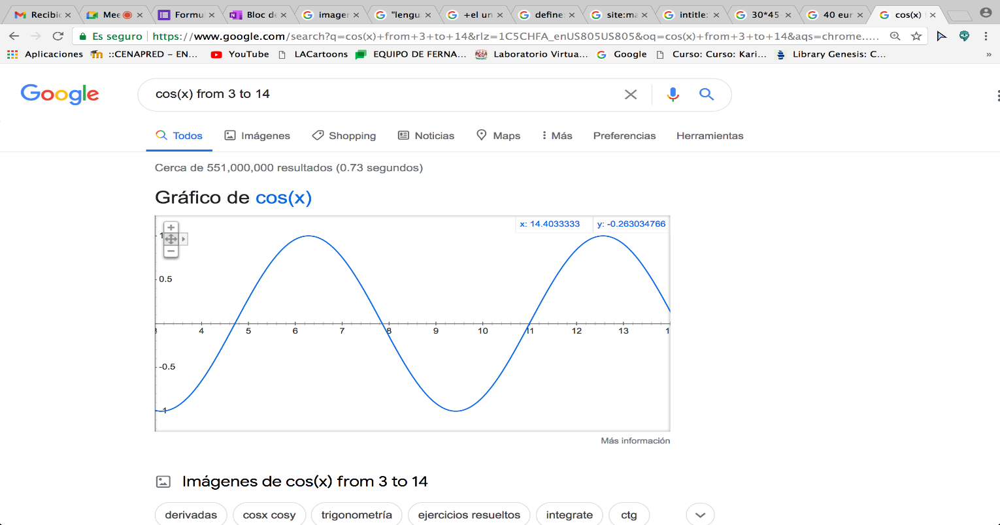 Recibic Mee Formu Bloc de imager "lengu +el un define: site:ma intitle: 30*45 40 eur cos(x)
Es seguro https://www.google.com/search?q=cos(x)+from+3+to+14&rlz=1C5CHFA_enUS805US805&oq=cos(x)+from+3+to+14&aqs=chrome.....
Aplicaciones ::CENAPRED – EN... YouTube LACartoons EQUIPO DE FERNA... Laboratorio Virtua... Google Curso: Curso: Kari... Library Genesis: C... »
Google cos(x) from 3 to 14
Todos Imágenes Shopping Noticias Maps Más Preferencias Herramientas
Cerca de 551,000,000 resultados (0.73 segundos)
Gráfico de cos(x)
x: 14.4033333 y: -0.263034766
1
0.5
3 4 5 6 7 8 9 10 11 12 13 1
-0.5
-1
Más información
Imágenes de cos(x) from 3 to 14
derivadas cosx cosy trigonometría ejercicios resueltos integrate ctg